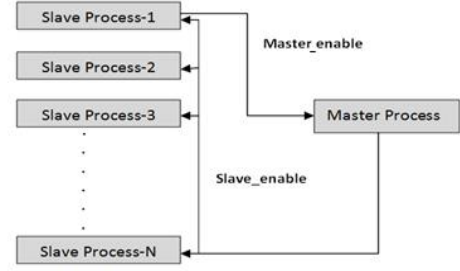 Slave Process-1
Master_enable
Slave Process-2
Slave Process-3
Master Process
Slave_enable
Slave Process-N